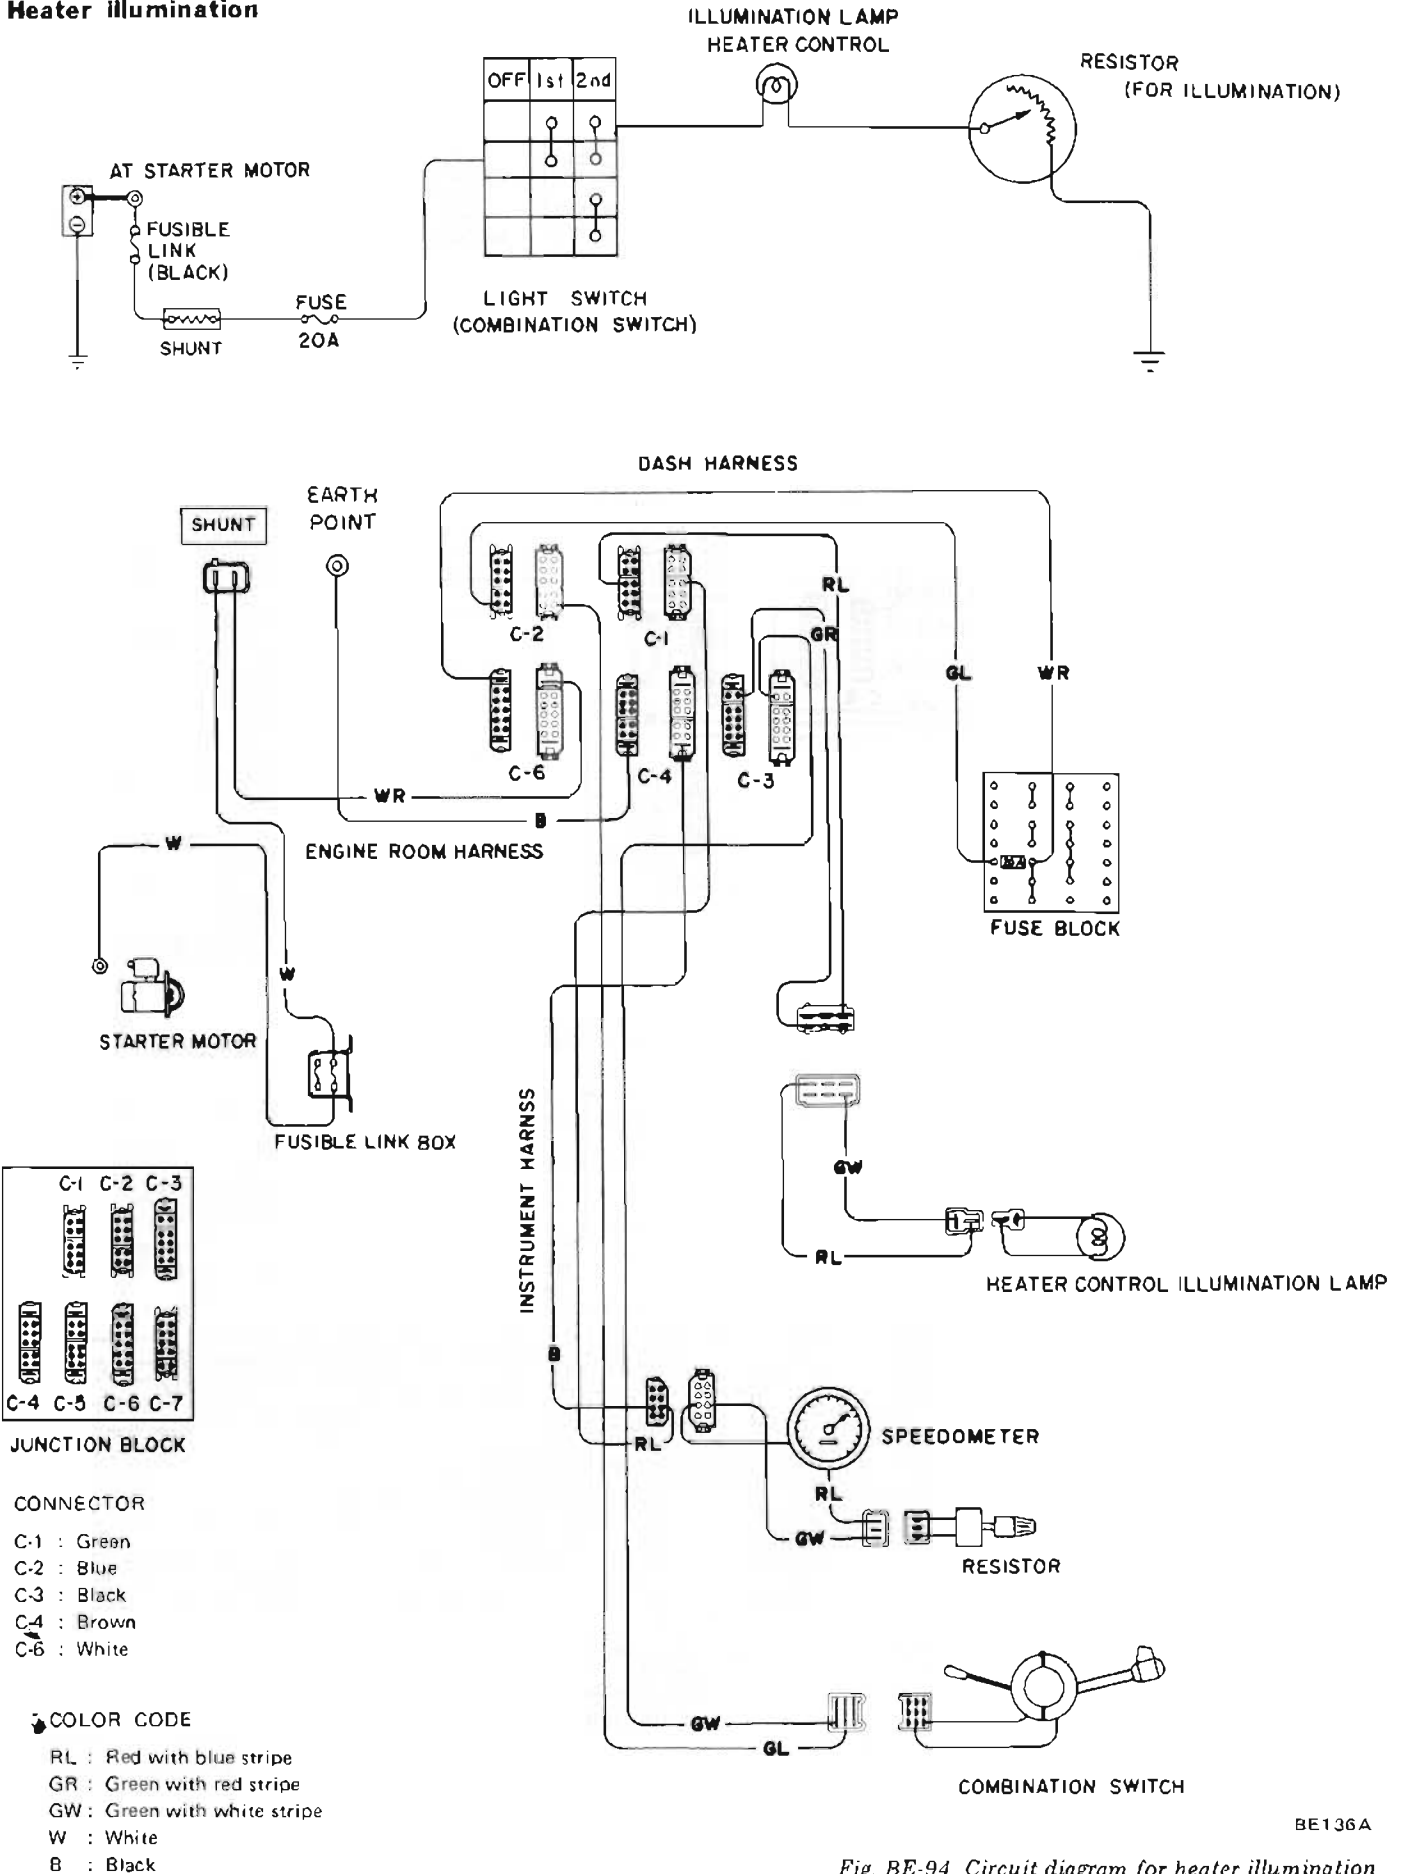 Heater illumination
ILLUMINATION LAMP
HEATER CONTROL
RESISTOR
(FOR ILLUMINATION)
OFF 1st 2nd
AT STARTER MOTOR
+
−
FUSIBLE
LINK
(BLACK)
SHUNT
FUSE
20A
LIGHT SWITCH
(COMBINATION SWITCH)
DASH HARNESS
SHUNT
EARTH
POINT
RL
C-2
C-1
GR
GL
WR
C-6
C-4
C-3
WR
B
ENGINE ROOM HARNESS
W
FUSE BLOCK
W
STARTER MOTOR
FUSIBLE LINK BOX
INSTRUMENT HARNSS
GW
RL
HEATER CONTROL ILLUMINATION LAMP
C-1 C-2 C-3
C-4 C-5 C-6 C-7
JUNCTION BLOCK
B
RL
SPEEDOMETER
RL
GW
RESISTOR
CONNECTOR
C-1 : Green
C-2 : Blue
C-3 : Black
C-4 : Brown
C-6 : White
GW
GL
COMBINATION SWITCH
COLOR CODE
RL : Red with blue stripe
GR : Green with red stripe
GW : Green with white stripe
W : White
B : Black
BE136A
Fig. BE-94 Circuit diagram for heater illumination